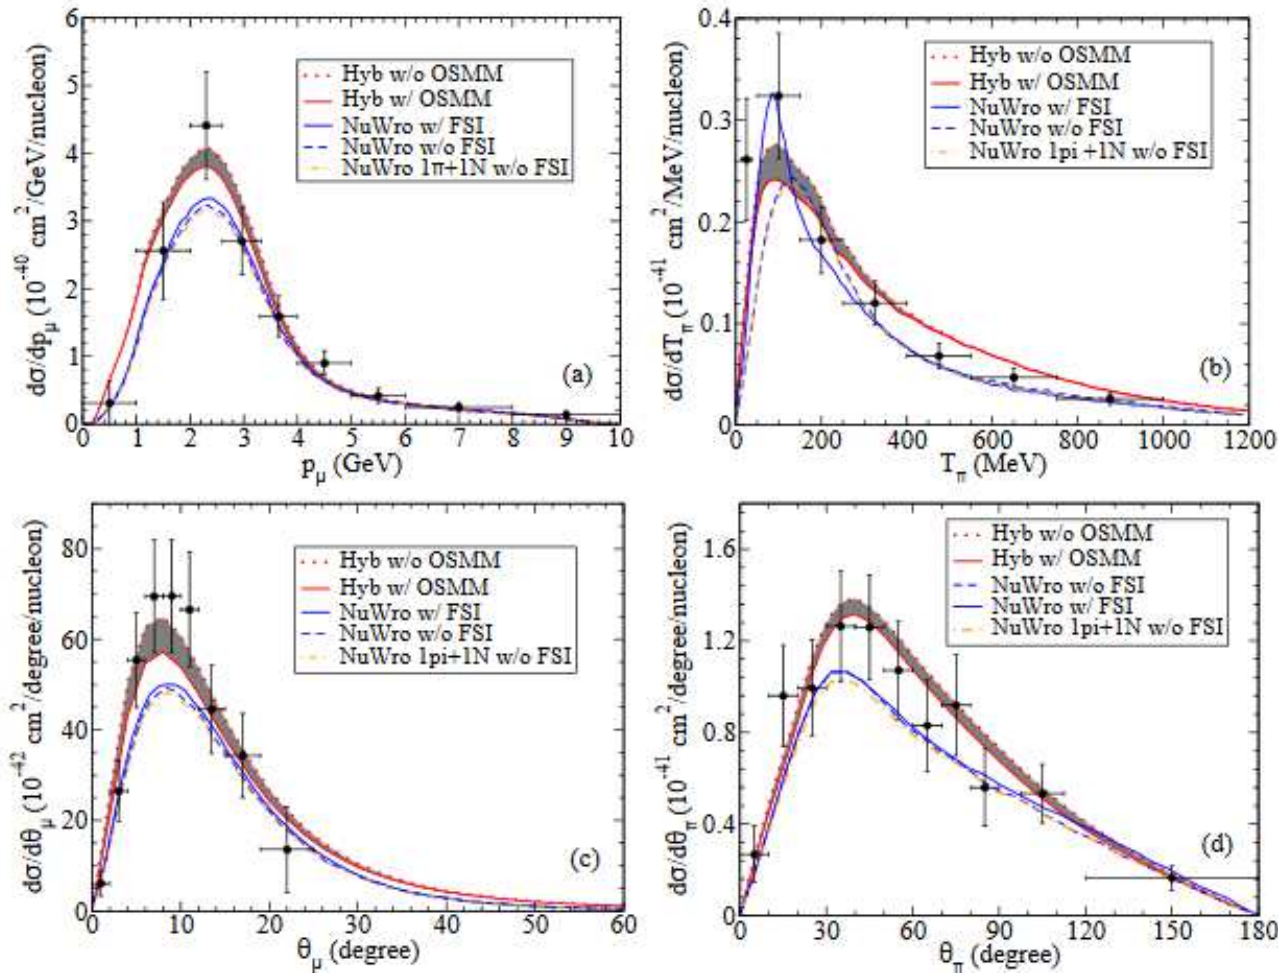 6
5
4
3
2
1
0
dσ/dp_μ (10^-40 cm^2/GeV/nucleon)
Hyb w/o OSMM
Hyb w/ OSMM
NuWro w/ FSI
NuWro w/o FSI
NuWro 1π+1N w/o FSI
(a)
0 1 2 3 4 5 6 7 8 9 10
p_μ (GeV)
0.4
0.3
0.2
0.1
0
dσ/dT_π (10^-41 cm^2/MeV/nucleon)
Hyb w/o OSMM
Hyb w/ OSMM
NuWro w/ FSI
NuWro w/o FSI
NuWro 1pi +1N w/o FSI
(b)
0 200 400 600 800 1000 1200
T_π (MeV)
80
60
40
20
0
dσ/dθ_μ (10^-42 cm^2/degree/nucleon)
Hyb w/o OSMM
Hyb w/ OSMM
NuWro w/ FSI
NuWro w/o FSI
NuWro 1pi+1N w/o FSI
(c)
0 10 20 30 40 50 60
θ_μ (degree)
1.6
1.2
0.8
0.4
0
dσ/dθ_π (10^-41 cm^2/degree/nucleon)
Hyb w/o OSMM
Hyb w/ OSMM
NuWro w/o FSI
NuWro w/ FSI
NuWro 1pi+1N w/o FSI
(d)
0 30 60 90 120 150 180
θ_π (degree)